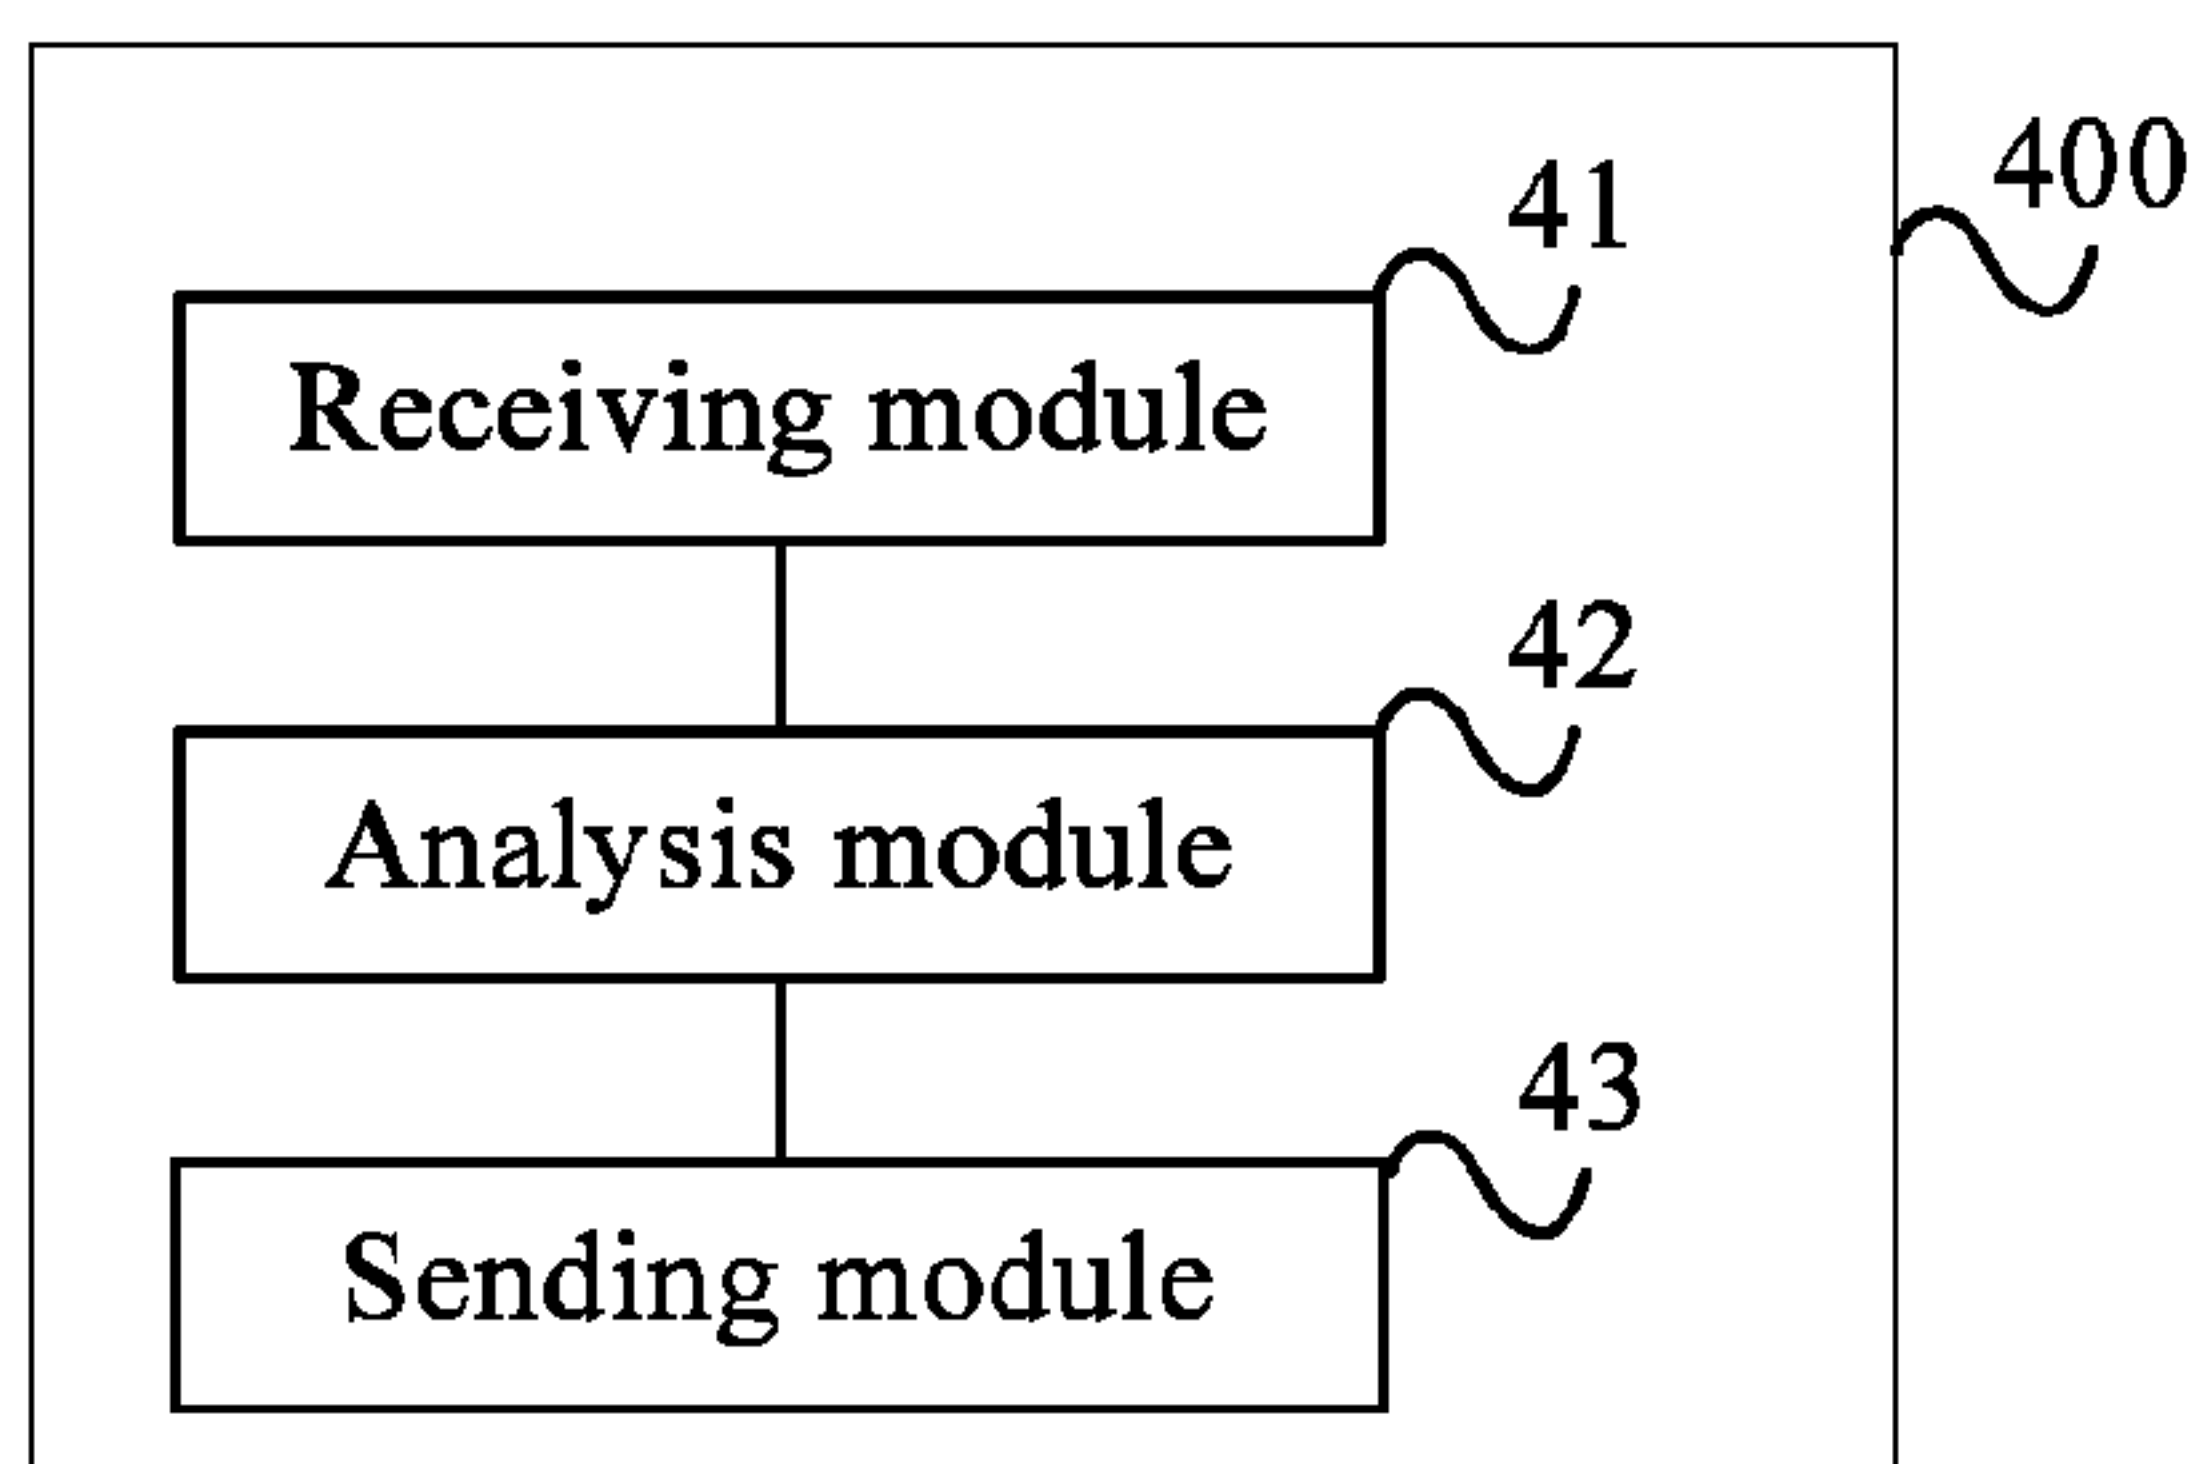 400
41
Receiving module
42
Analysis module
43
Sending module